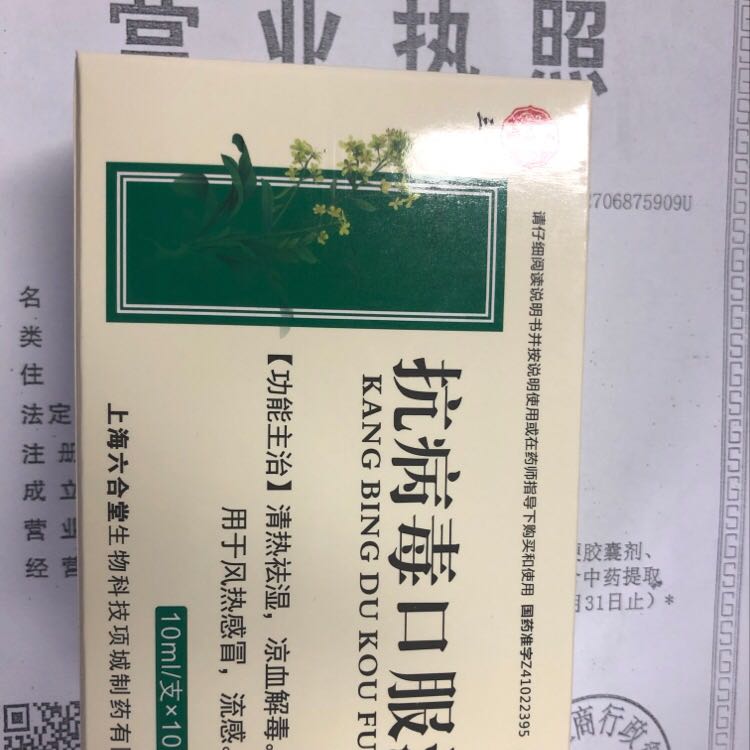 营业执照
2706875909U
请仔细阅读说明书并按说明使用或在药师指导下购买和使用 国药准字Z41022395
抗病毒口服
KANG BING DU KOU FU
【功能主治】清热祛湿，凉血解毒。
用于风热感冒，流感。
10ml/支×10
上海六合堂生物科技项城制药有
名
类
住
法定
注册
成立
营业
经营
硬胶囊剂、
中药提取
月31日止）*
商行政